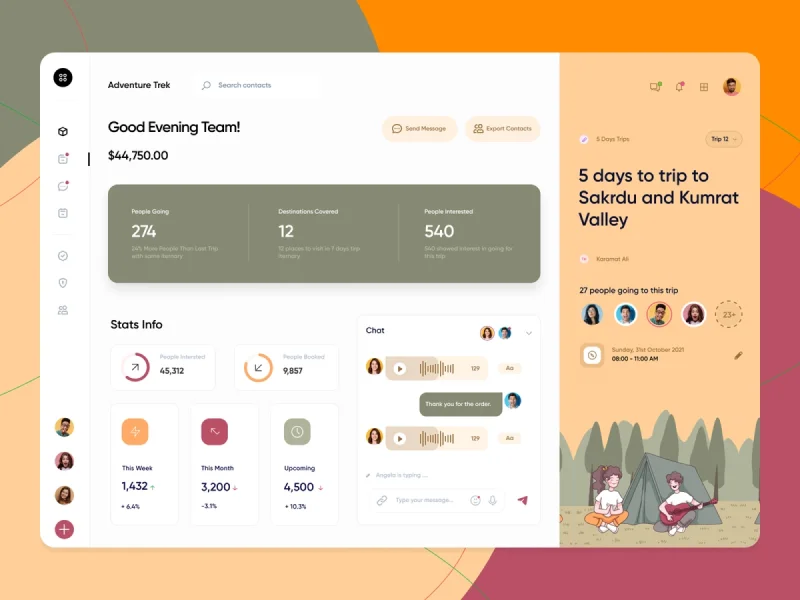 Adventure Trek
Search contacts
Good Evening Team!
Send Message
Export Contacts
$44,750.00
People Going
274
24% More People Than Last Trip
with same itenary
Destinations Covered
12
12 places to visit in 7 days trip
itenary
People Interested
540
540 showed interest in going for
this trip
Stats Info
People Intersted
45,312
People Booked
9,857
This Week
1,432
+ 6.4%
This Month
3,200
-3.1%
Upcoming
4,500
+ 10.3%
Chat
129
Aa
Thank you for the order.
129
Aa
Angelo is typing ....
Type your message...
5 Days Trips
Trip 12
5 days to trip to
Sakrdu and Kumrat
Valley
Karamat Ali
27 people going to this trip
23+
Sunday, 31st October 2021
08:00 - 11:00 AM